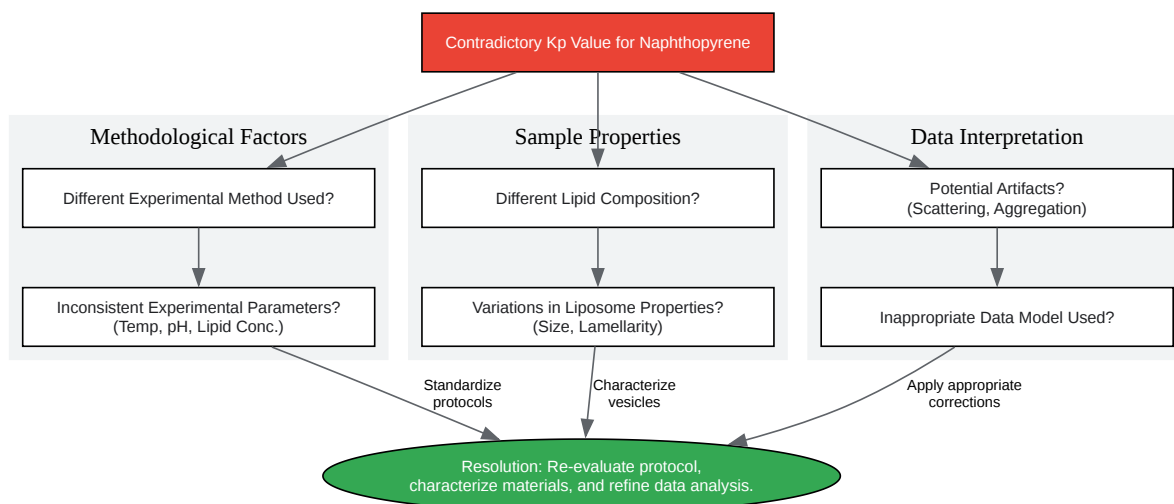 Contradictory Kp Value for Naphthopyrene
Methodological Factors
Sample Properties
Data Interpretation
Different Experimental Method Used?
Different Lipid Composition?
Potential Artifacts?
(Scattering, Aggregation)
Inconsistent Experimental Parameters?
(Temp, pH, Lipid Conc.)
Variations in Liposome Properties?
(Size, Lamellarity)
Inappropriate Data Model Used?
Standardize
protocols
Characterize
vesicles
Apply appropriate
corrections
Resolution: Re-evaluate protocol,
characterize materials, and refine data analysis.